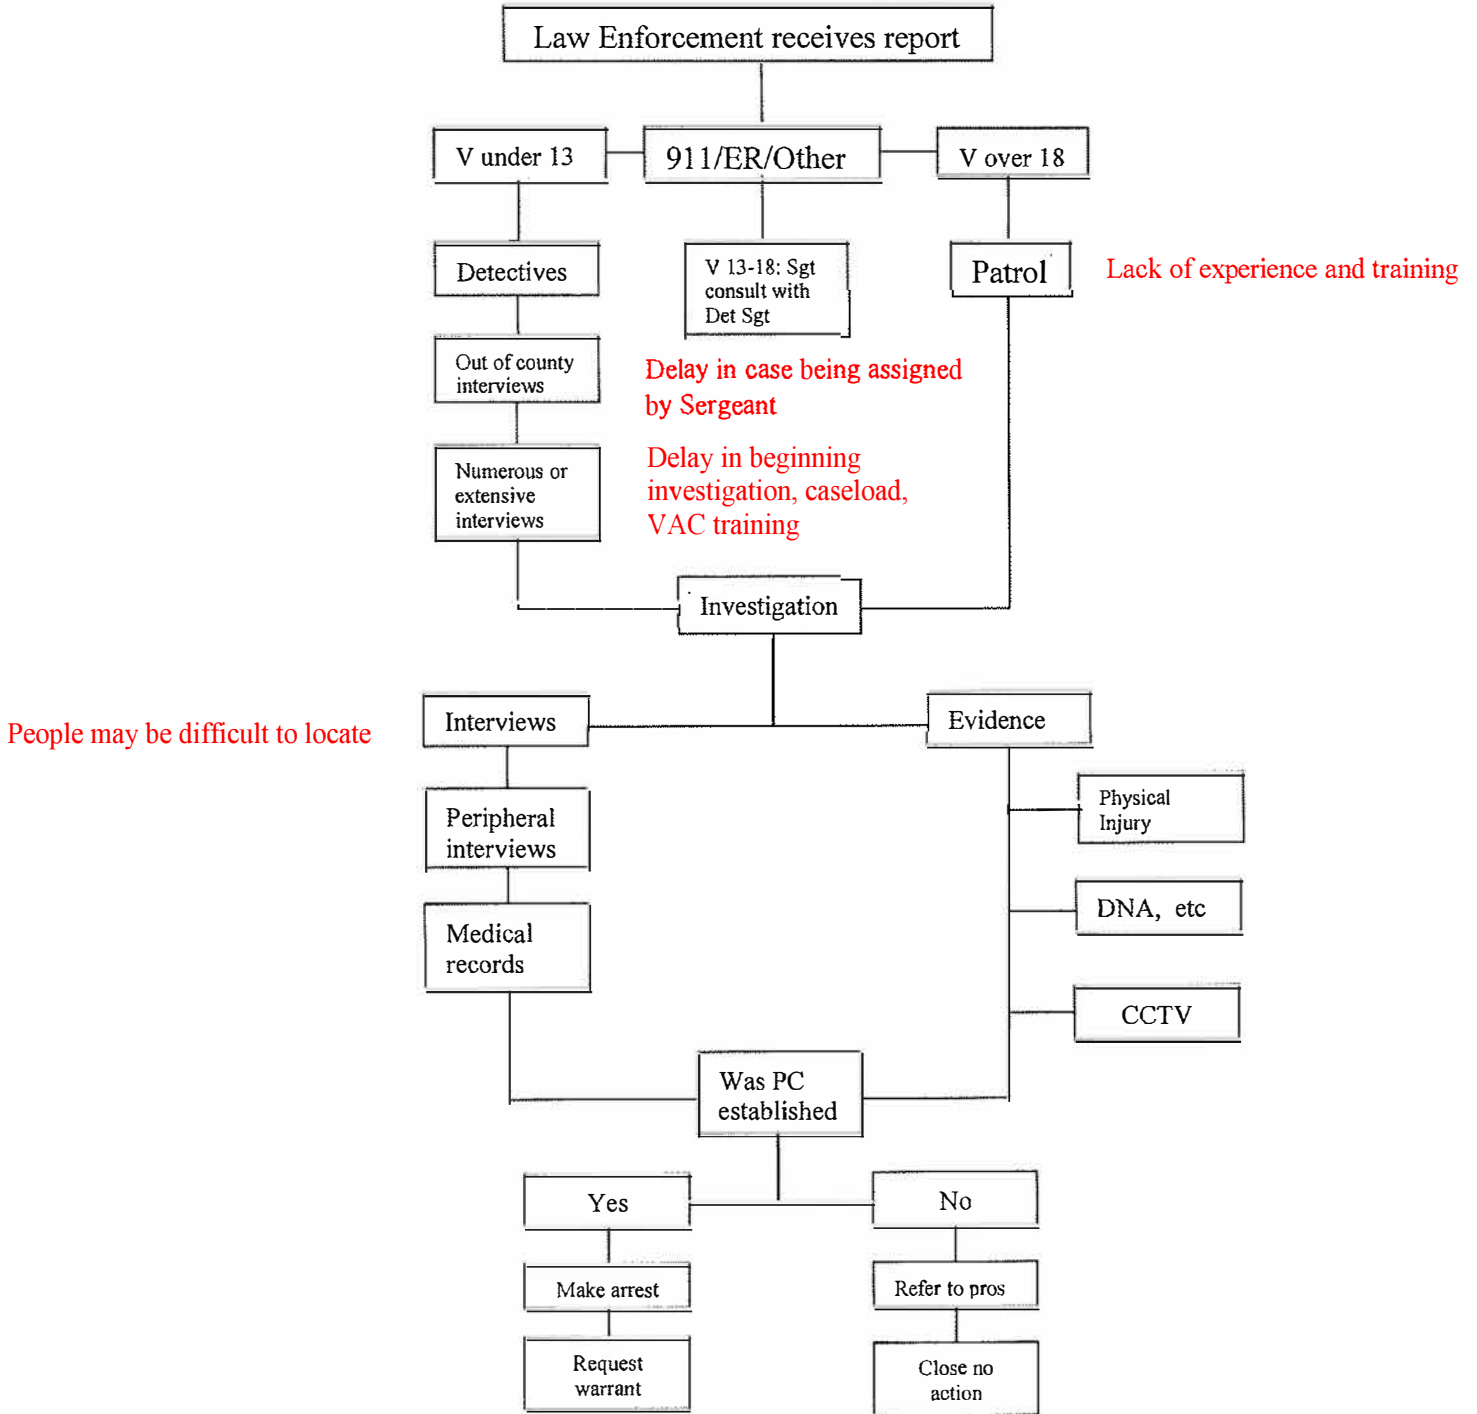 Law Enforcement receives report
V under 13
911/ER/Other
V over 18
Detectives
V 13-18: Sgt
consult with
Det Sgt
Patrol
Lack of experience and training
Out of county
interviews
Delay in case being assigned
by Sergeant
Numerous or
extensive
interviews
Delay in beginning
investigation, caseload,
VAC training
Investigation
People may be difficult to locate
Interviews
Evidence
Peripheral
interviews
Physical
Injury
Medical
records
DNA, etc
CCTV
Was PC
established
Yes
No
Make arrest
Refer to pros
Request
warrant
Close no
action